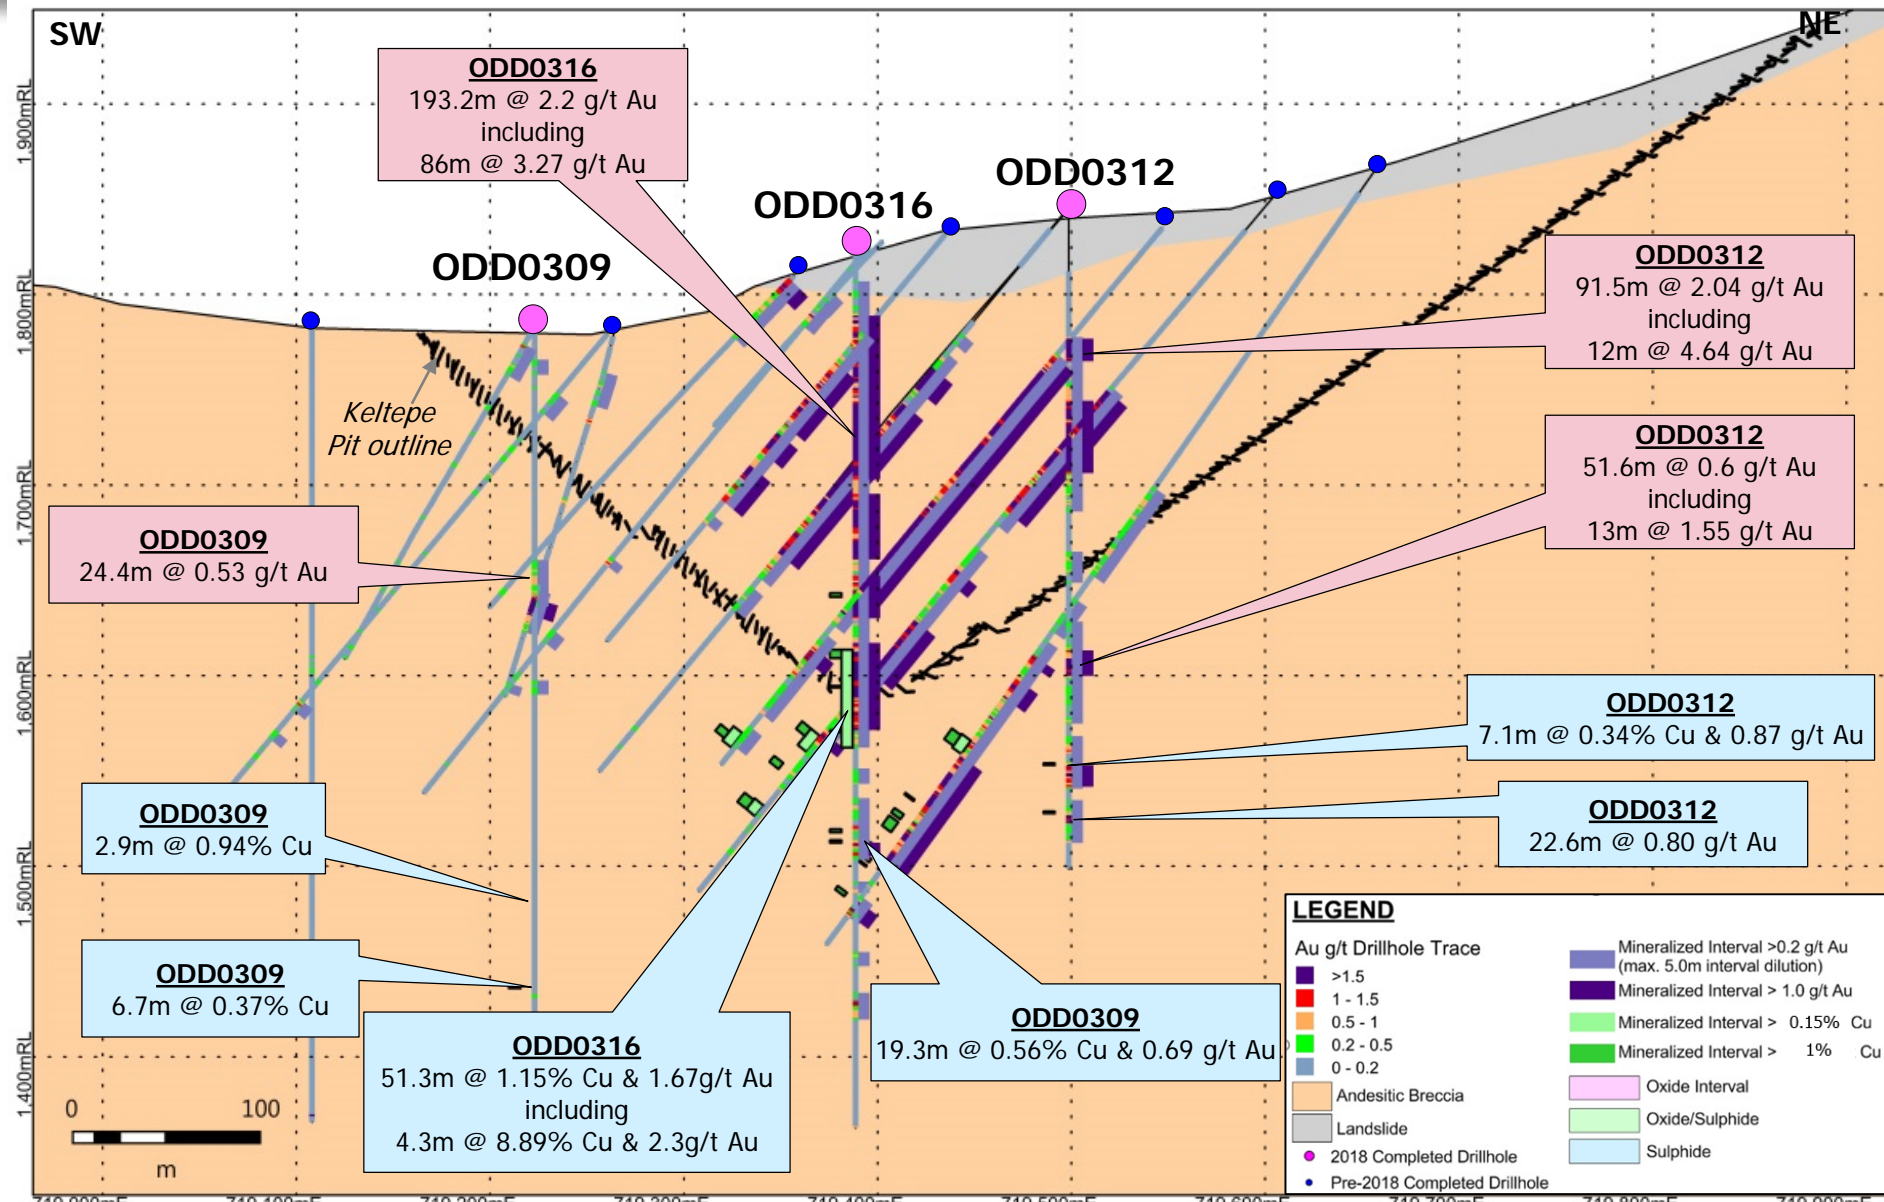 SW
NE
ODD0316
193.2m @ 2.2 g/t Au
including
86m @ 3.27 g/t Au
ODD0312
ODD0316
ODD0309
ODD0312
91.5m @ 2.04 g/t Au
including
12m @ 4.64 g/t Au
Keltepe
Pit outline
ODD0312
51.6m @ 0.6 g/t Au
including
13m @ 1.55 g/t Au
ODD0309
24.4m @ 0.53 g/t Au
ODD0312
7.1m @ 0.34% Cu & 0.87 g/t Au
ODD0309
2.9m @ 0.94% Cu
ODD0312
22.6m @ 0.80 g/t Au
ODD0309
6.7m @ 0.37% Cu
ODD0316
51.3m @ 1.15% Cu & 1.67g/t Au
including
4.3m @ 8.89% Cu & 2.3g/t Au
ODD0309
19.3m @ 0.56% Cu & 0.69 g/t Au
1,900mRL
1,800mRL
1,700mRL
1,600mRL
1,500mRL
1,400mRL
0 100
m
LEGEND
Au g/t Drillhole Trace
>1.5
1 - 1.5
0.5 - 1
0.2 - 0.5
0 - 0.2
Andesitic Breccia
Landslide
2018 Completed Drillhole
Pre-2018 Completed Drillhole
Mineralized Interval >0.2 g/t Au
(max. 5.0m interval dilution)
Mineralized Interval > 1.0 g/t Au
Mineralized Interval > 0.15% Cu
Mineralized Interval > 1% Cu
Oxide Interval
Oxide/Sulphide
Sulphide